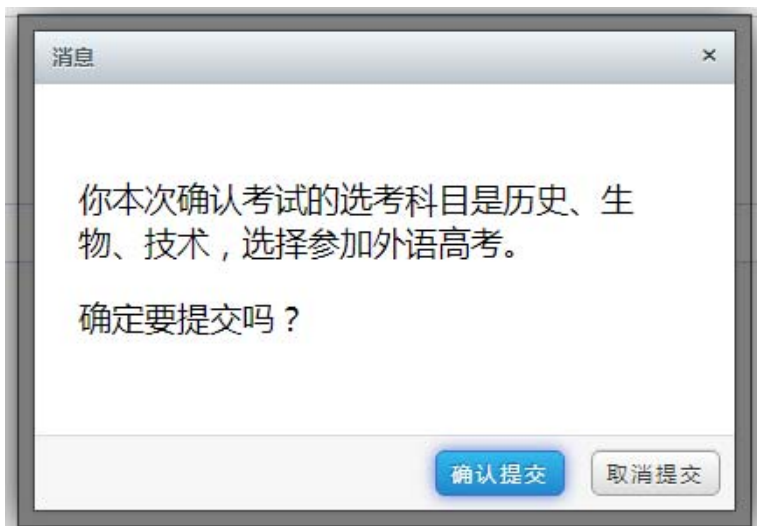 消息
×
你本次确认考试的选考科目是历史、生
物、技术，选择参加外语高考。
确定要提交吗？
确认提交
取消提交